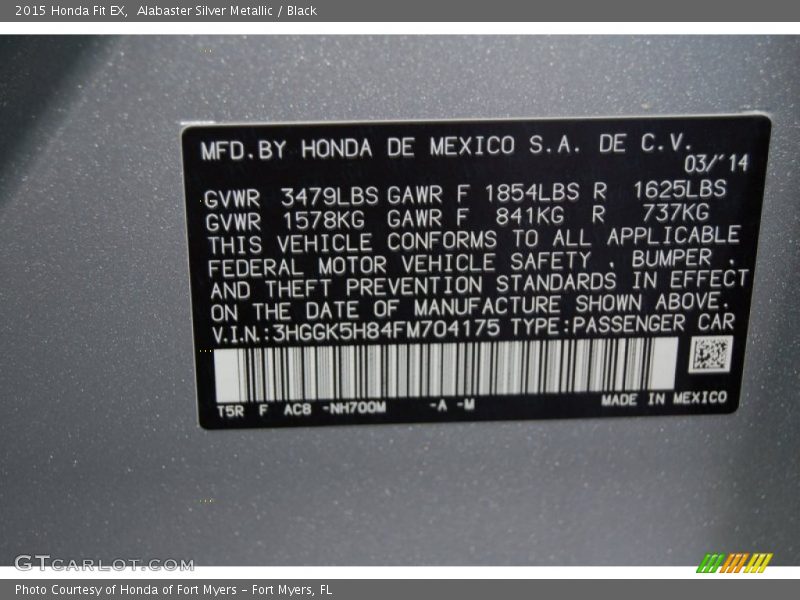 2015 Honda Fit EX,  Alabaster Silver Metallic / Black
MFD.BY HONDA DE MEXICO S.A. DE C.V.
03/'14
GVWR 3479LBS GAWR F 1854LBS R 1625LBS
GVWR 1578KG GAWR F 841KG R 737KG
THIS VEHICLE CONFORMS TO ALL APPLICABLE
FEDERAL MOTOR VEHICLE SAFETY , BUMPER ,
AND THEFT PREVENTION STANDARDS IN EFFECT
ON THE DATE OF MANUFACTURE SHOWN ABOVE.
V.I.N.:3HGGK5H84FM704175 TYPE:PASSENGER CAR
T5R F AC8 -NH700M -A -M MADE IN MEXICO
GTCARLOT.COM
Photo Courtesy of Honda of Fort Myers – Fort Myers, FL